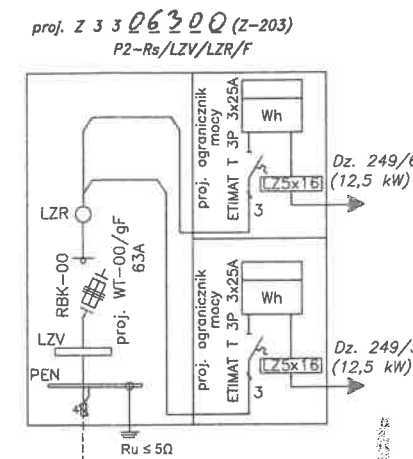 proj. Z 3 3 06300 (Z-203)
P2-Rs/LZV/LZR/F
proj. ogranicznik
mocy
ETIMAT T 3P 3x25A
Wh
LZ5x16
3
Dz. 249/6
(12,5 kW)
LZR
RBK-00
proj. WT-00/gF
63A
LZV
PEN
4
Ru ≤ 5Ω
proj. ogranicznik
mocy
ETIMAT T 3P 3x25A
Wh
LZ5x16
3
Dz. 249/
(12,5 kW)